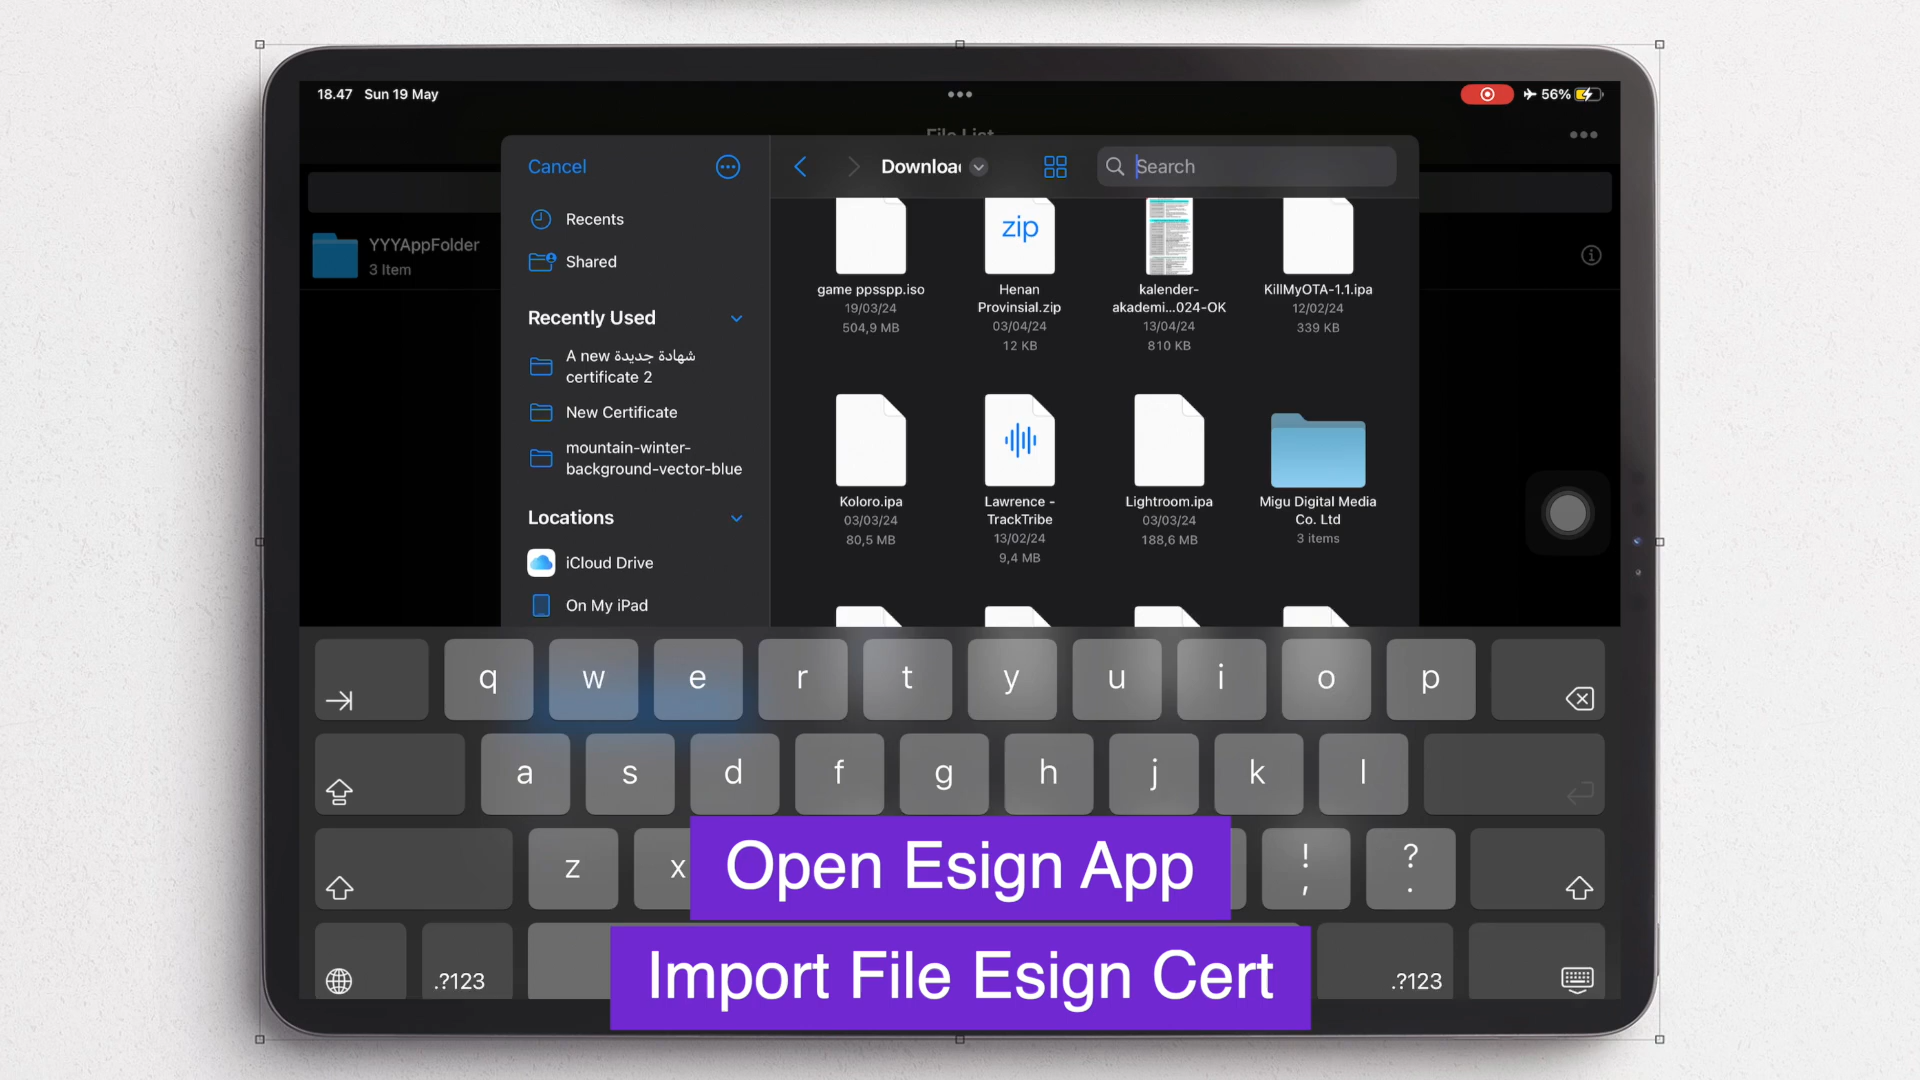 18.47 Sun 19 May
56%
File List
Cancel
Downloa
Search
Recents
Shared
YYYAppFolder
3 Item
Recently Used
A new شهادة جديدة
certificate 2
New Certificate
mountain-winter-
background-vector-blue
Locations
iCloud Drive
On My iPad
zip
game ppsspp.iso
19/03/24
504,9 MB
Henan
Provinsial.zip
03/04/24
12 KB
kalender-
akademi...024-OK
13/04/24
810 KB
KillMyOTA-1.1.ipa
12/02/24
339 KB
Koloro.ipa
03/03/24
80,5 MB
Lawrence -
TrackTribe
13/02/24
9,4 MB
Lightroom.ipa
03/03/24
188,6 MB
Migu Digital Media
Co. Ltd
3 items
q w e r t y u i o p
a s d f g h j k l
z x ! , ? .
.?123 .?123
Open Esign App
Import File Esign Cert